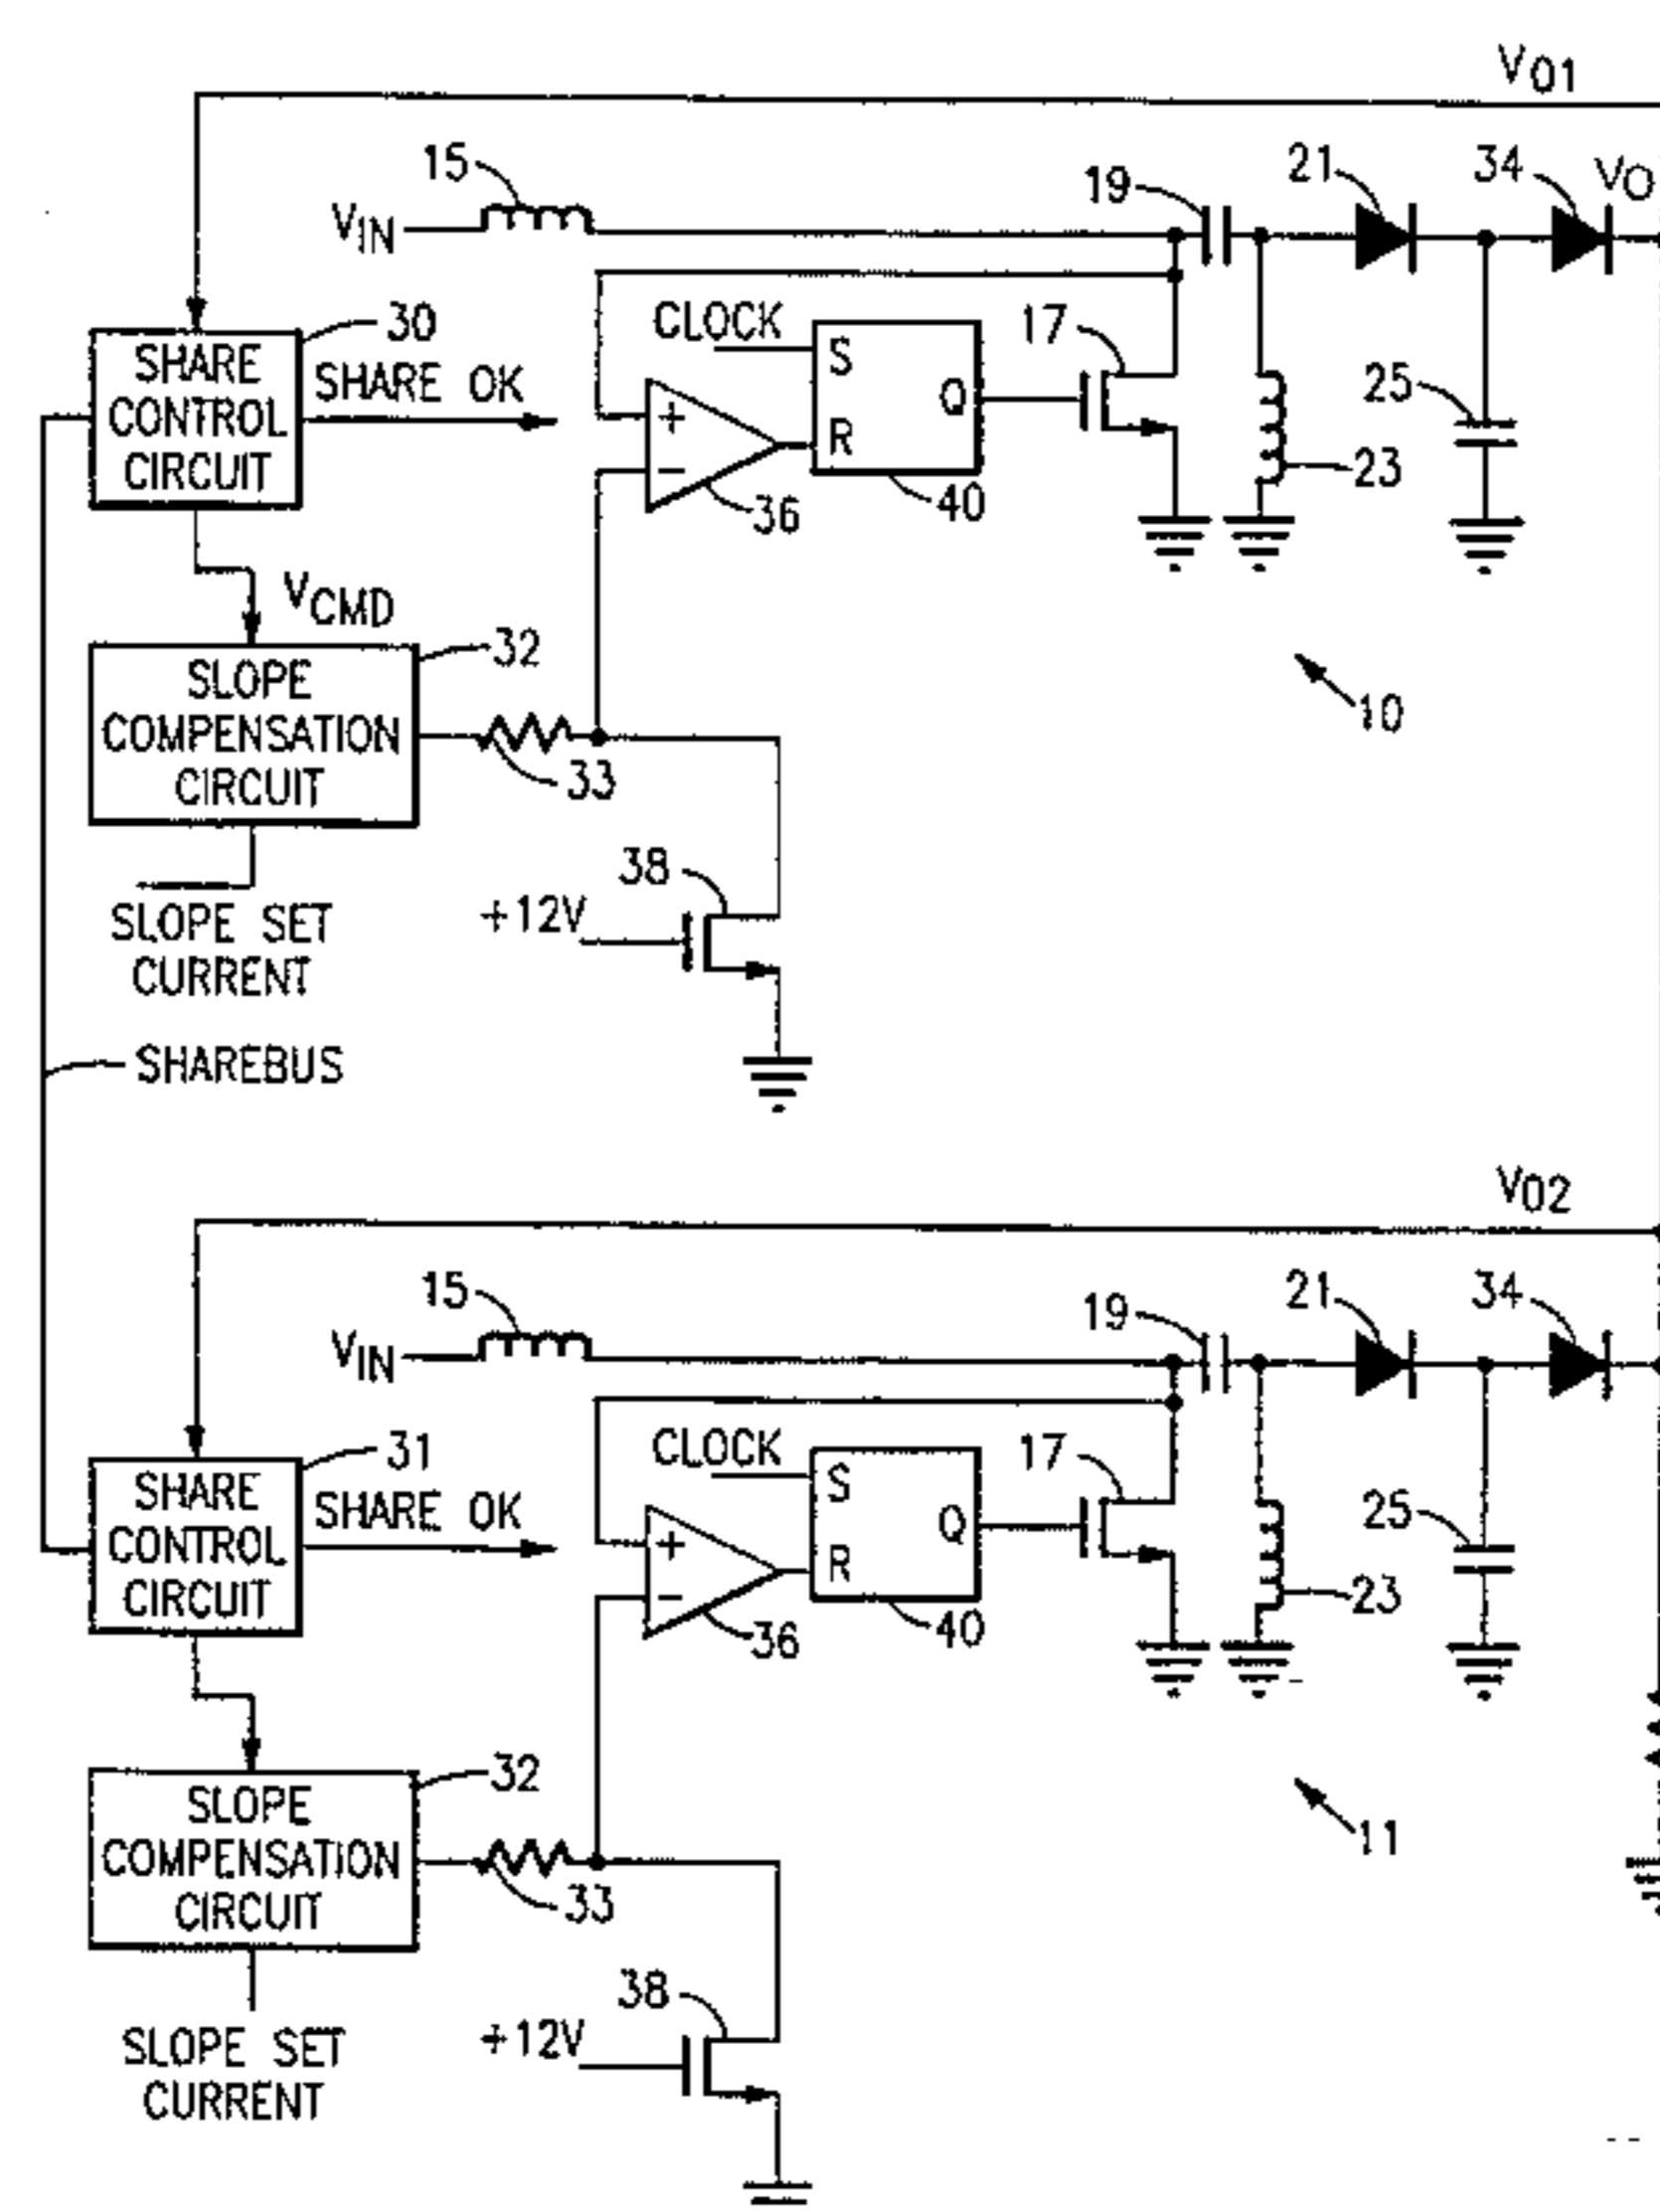 VO1
15
19
21
34
VO
VIN
30
CLOCK
17
SHARE
CONTROL
CIRCUIT
SHARE OK
S
Q
R
+
−
25
36
40
23
VCMD
32
SLOPE
COMPENSATION
CIRCUIT
10
33
38
+12V
SLOPE SET
CURRENT
SHAREBUS
VO2
15
19
21
34
VIN
31
CLOCK
17
SHARE
CONTROL
CIRCUIT
SHARE OK
S
Q
R
+
−
25
36
40
23
32
SLOPE
COMPENSATION
CIRCUIT
11
33
38
+12V
SLOPE SET
CURRENT